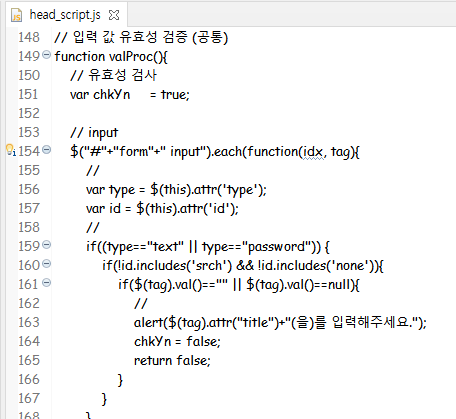 head_script.js
148 // 입력 값 유효성 검증 (공통)
149 function valProc(){
150 // 유효성 검사
151 var chkYn = true;
152
153 // input
154 $("#"+"form"+" input").each(function(idx, tag){
155 //
156 var type = $(this).attr('type');
157 var id = $(this).attr('id');
158 //
159 if((type=="text" || type=="password")) {
160 if(!id.includes('srch') && !id.includes('none')){
161 if($(tag).val()=="" || $(tag).val()==null){
162 //
163 alert($(tag).attr("title")+"(을)를 입력해주세요.");
164 chkYn = false;
165 return false;
166 }
167 }
168 }